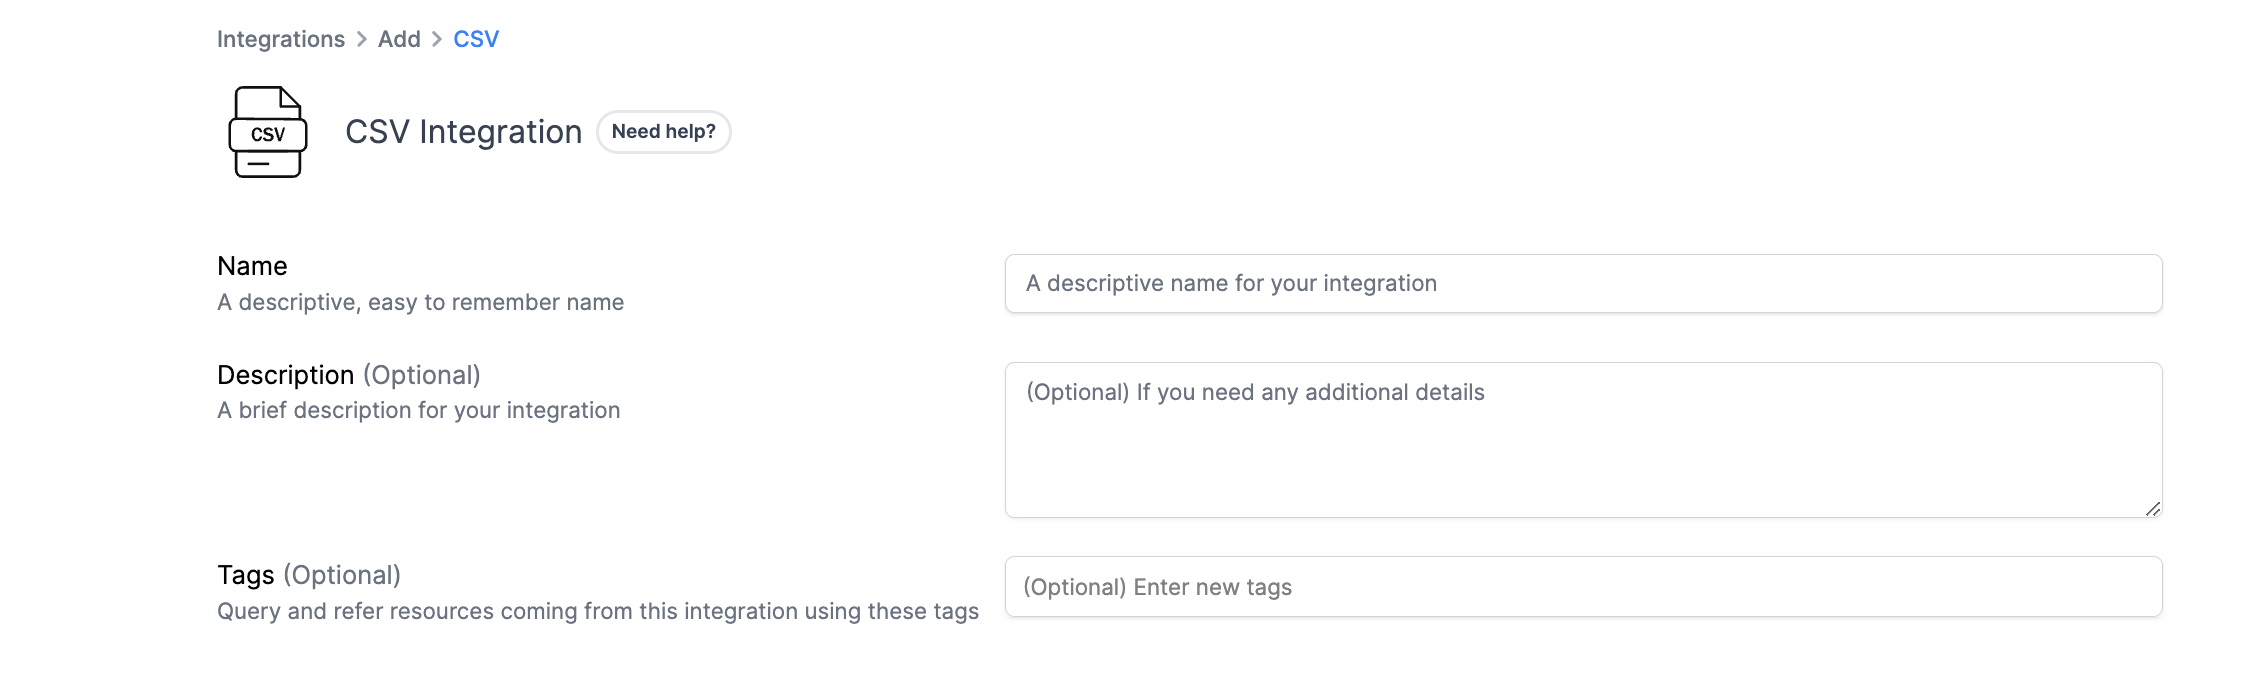 Integrations > Add > CSV
CSV
CSV Integration Need help?
Name
A descriptive, easy to remember name
A descriptive name for your integration
Description (Optional)
A brief description for your integration
(Optional) If you need any additional details
Tags (Optional)
Query and refer resources coming from this integration using these tags
(Optional) Enter new tags